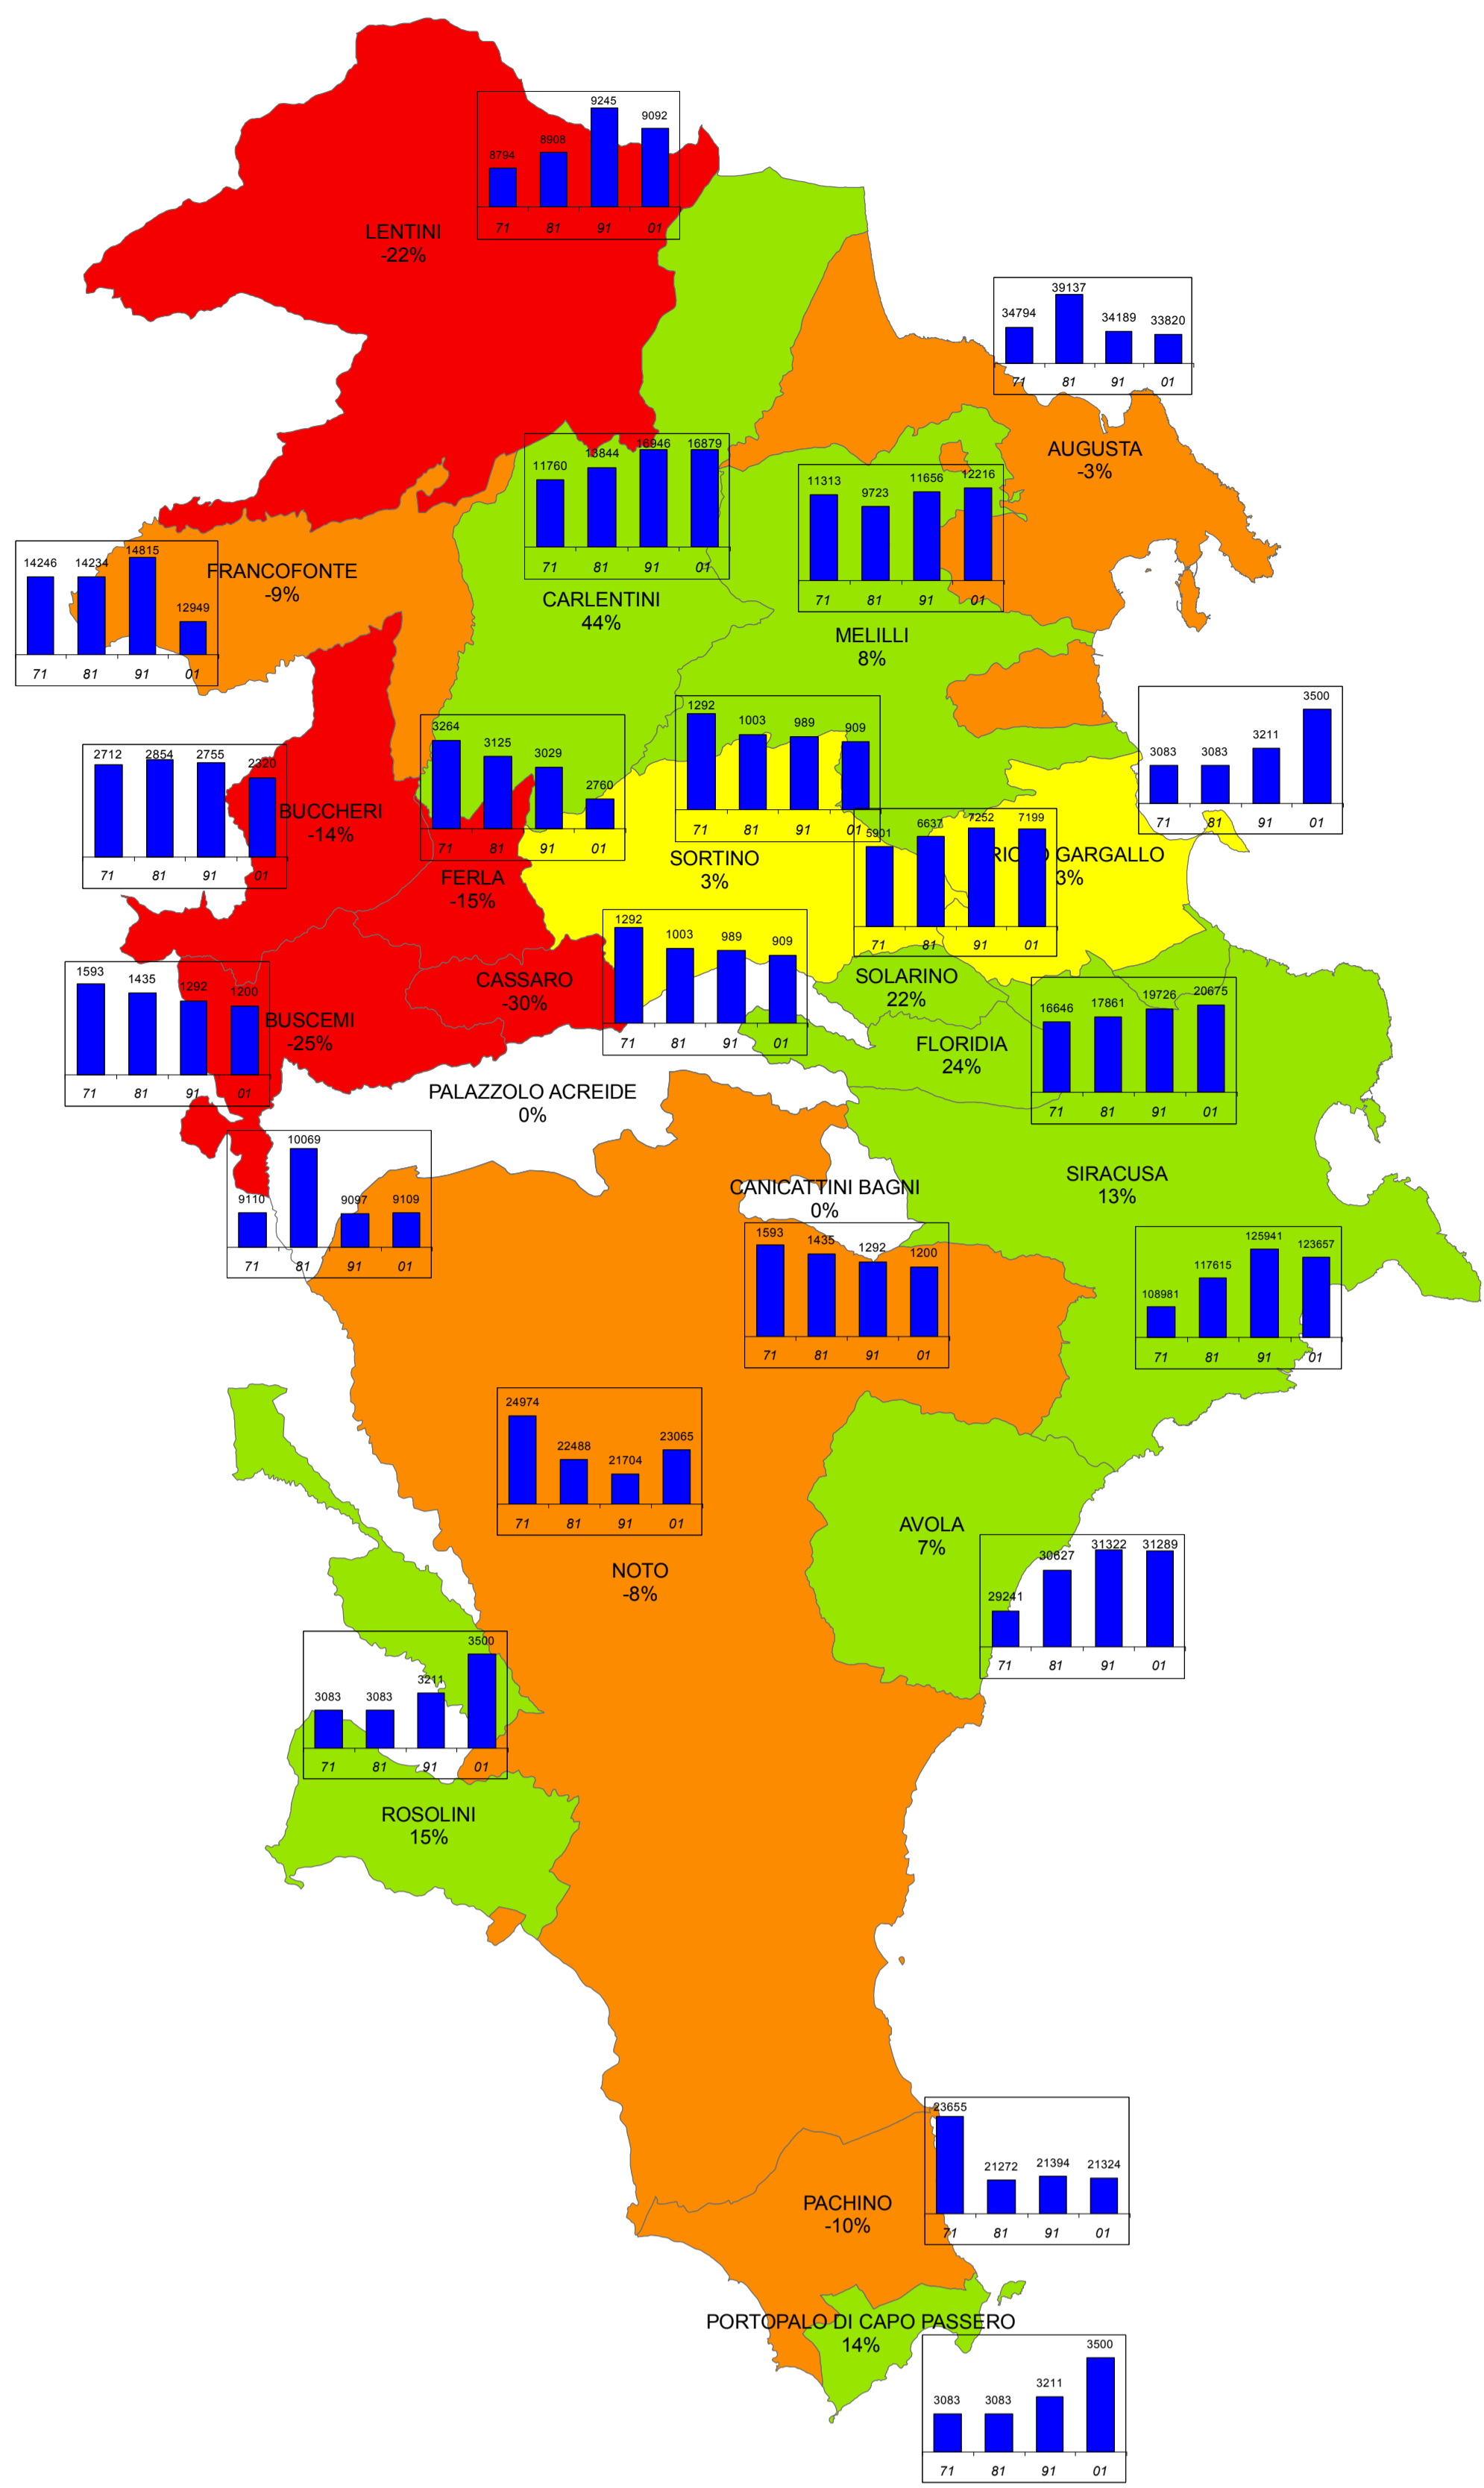 9245
9092
8908
8794
71 81 91 01
LENTINI
-22%
39137
34794
34189
33820
71 81 91 01
AUGUSTA
-3%
11760
13844
16946
16879
71 81 91 01
CARLENTINI
44%
11313
9723
11656
12216
71 81 91 01
MELILLI
8%
14246
14234
14815
12949
71 81 91 01
FRANCOFONTE
-9%
3083
3083
3211
3500
71 81 91 01
1292
1003
989
909
71 81 91 01
SORTINO
3%
3264
3125
3029
2760
71 81 91 01
FERLA
-15%
2712
2854
2755
2320
71 81 91 01
BUCCHERI
-14%
5901
6637
7252
7199
71 81 91 01
GARGALLO
3%
SOLARINO
22%
1292
1003
989
909
71 81 91 01
CASSARO
-30%
1593
1435
1292
1200
71 81 91 01
BUSCEMI
-25%
16646
17861
19726
20675
71 81 91 01
FLORIDIA
24%
PALAZZOLO ACREIDE
0%
9110
10069
9097
9109
71 81 91 01
SIRACUSA
13%
108981
117615
125941
123657
71 81 91 01
CANICATTINI BAGNI
0%
1593
1435
1292
1200
71 81 91 01
24974
22488
21704
23065
71 81 91 01
NOTO
-8%
AVOLA
7%
29241
30627
31322
31289
71 81 91 01
3083
3083
3211
3500
71 81 91 01
ROSOLINI
15%
23655
21272
21394
21324
71 81 91 01
PACHINO
-10%
PORTOPALO DI CAPO PASSERO
14%
3083
3083
3211
3500
71 81 91 01